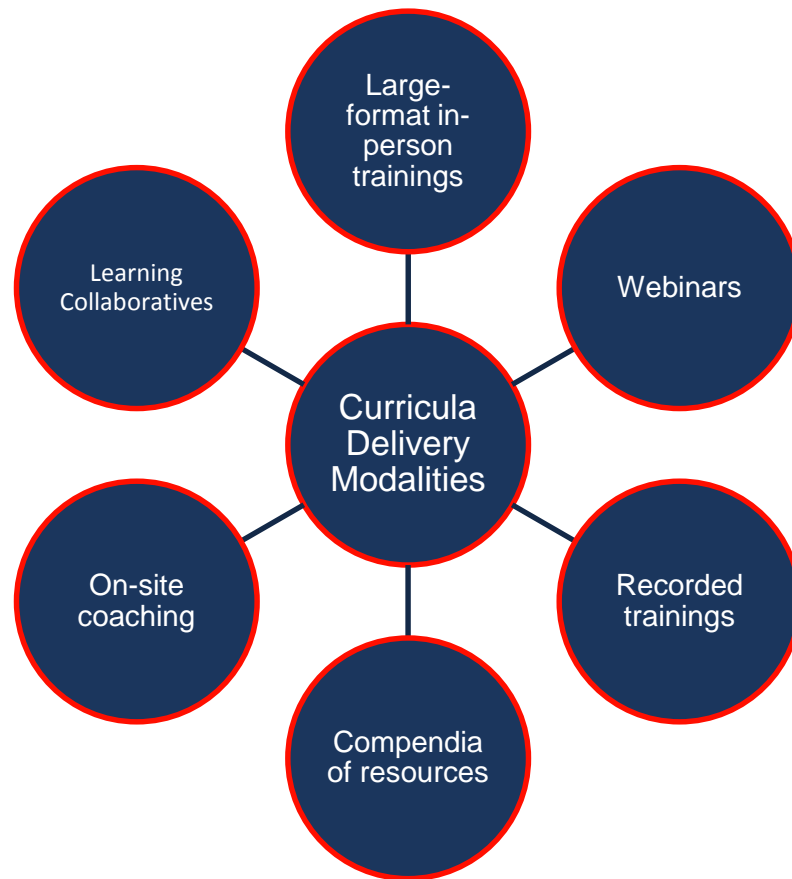 Large-
format in-
person
trainings
Learning
Collaboratives
Webinars
Curricula
Delivery
Modalities
On-site
coaching
Recorded
trainings
Compendia
of resources